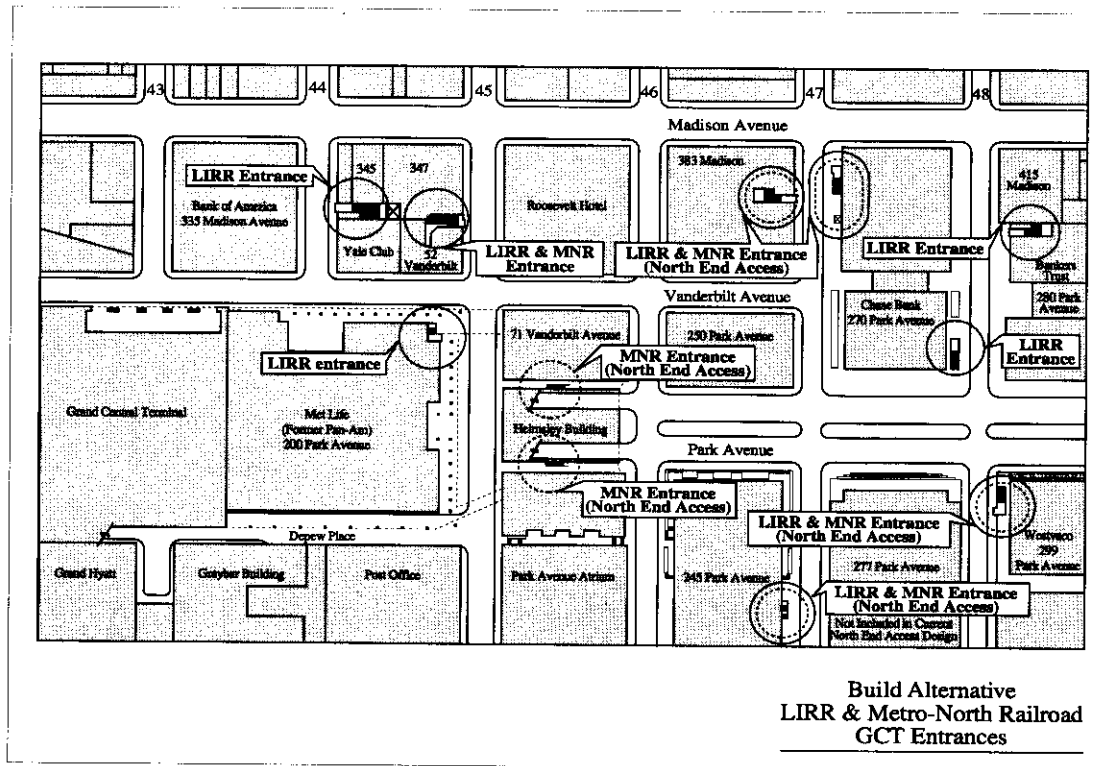 43
44
45
46
47
48
Madison Avenue
345
347
383 Madison
415
Madison
LIRR
Entrance
Bank of America
335 Madison Avenue
Roosevelt Hotel
Yale Club
52
Vanderbilt
LIRR & MNR
Entrance
LIRR & MNR Entrance
(North End Access)
LIRR Entrance
Bankers
Trust
280 Park
Avenue
Vanderbilt Avenue
Chase Bank
270 Park Avenue
71 Vanderbilt Avenue
250 Park Avenue
LIRR
Entrance
LIRR entrance
MNR Entrance
(North End Access)
Grand Central Terminal
Met Life
(Former Pan-Am)
200 Park Avenue
Helmsley Building
Park Avenue
MNR Entrance
(North End Access)
LIRR & MNR Entrance
(North End Access)
Depew Place
Westvaco
299
Park Avenue
Grand Hyatt
Graybar Building
Post Office
Park Avenue Atrium
245 Park Avenue
277 Park Avenue
LIRR & MNR Entrance
(North End Access)
Not Included in Current
North End Access Design
Build Alternative
LIRR & Metro-North Railroad
GCT Entrances